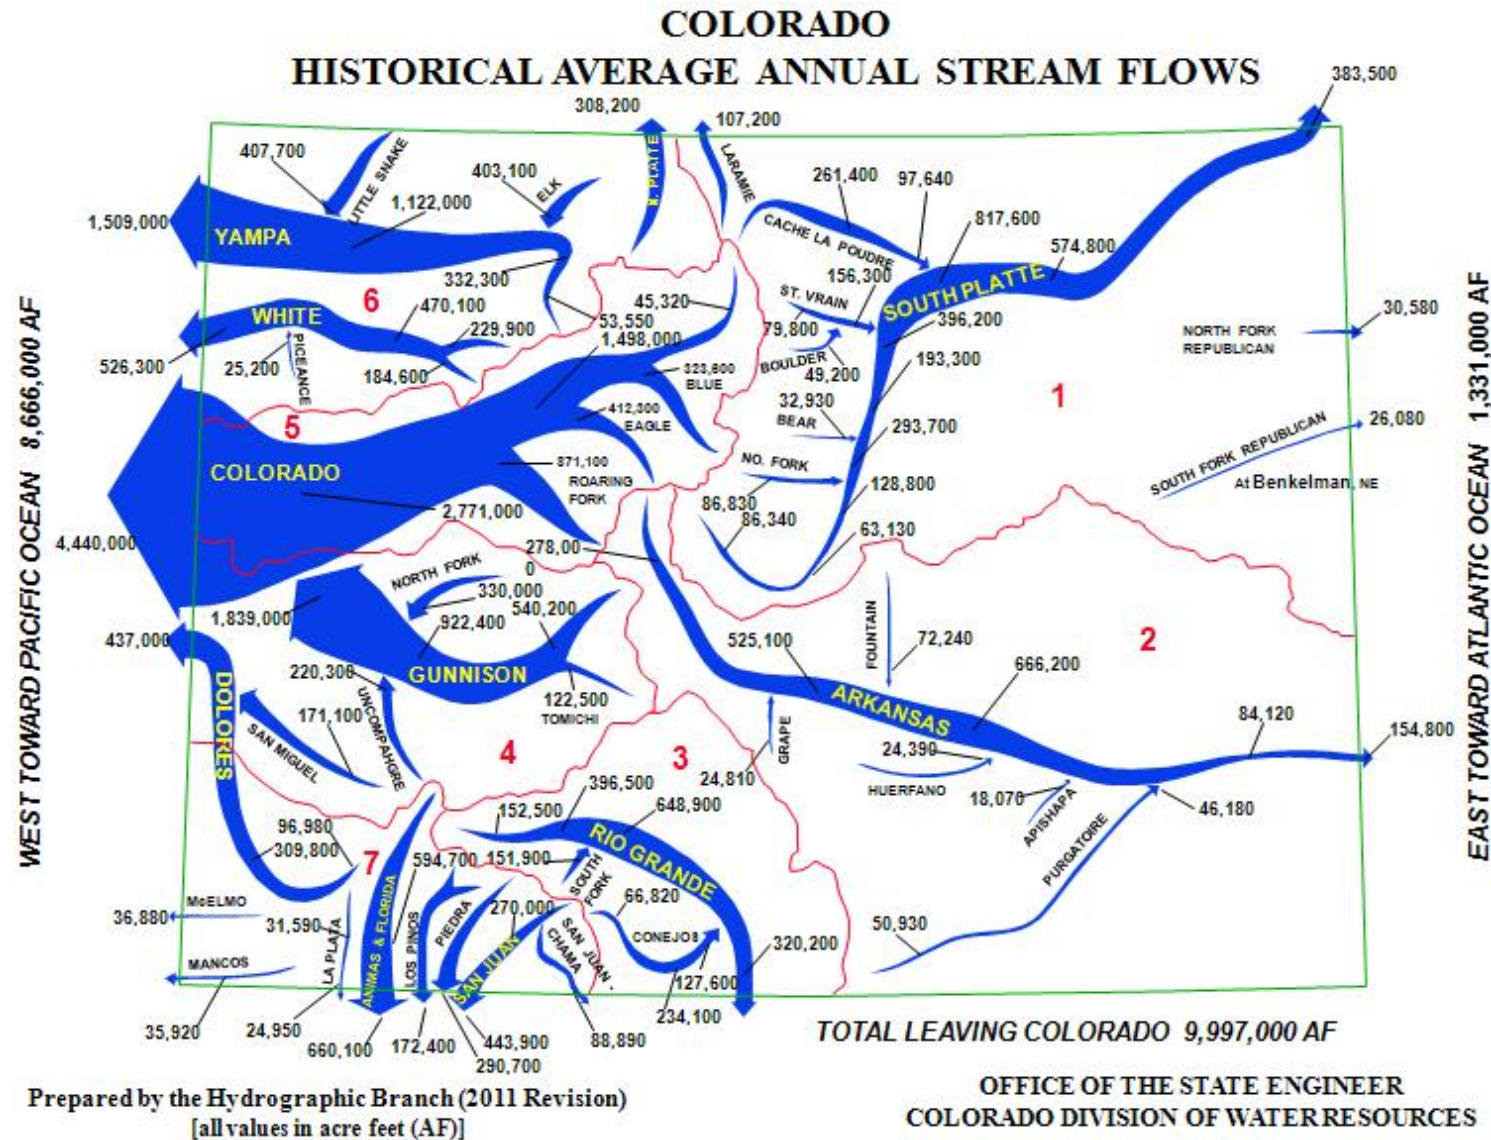 COLORADO
HISTORICAL AVERAGE ANNUAL STREAM FLOWS
383,500
308,200
107,200
407,700
LITTLE SNAKE
403,100
ELK
N. PLATTE
LARAMIE
261,400
97,640
1,122,000
817,600
1,509,000
YAMPA
CACHE LA POUDRE
574,800
332,300
156,300
SOUTH PLATTE
6
470,100
45,320
ST. VRAIN
WHITE
53,550
396,200
30,580
229,900
1,498,000
79,800
NORTH FORK
REPUBLICAN
526,300
25,200
PICEANCE
184,600
323,800
BLUE
BOULDER
49,200
193,300
32,930
1
5
412,300
EAGLE
BEAR
293,700
26,080
SOUTH FORK REPUBLICAN
COLORADO
871,100
ROARING
FORK
NO. FORK
128,800
At Benkelman, NE
2,771,000
86,830
86,340
63,130
4,440,000
278,00
0
NORTH FORK
330,000
540,200
1,839,000
922,400
437,000
FOUNTAIN
72,240
525,100
2
220,300
GUNNISON
666,200
DOLORES
UNCOMPAHGRE
122,500
TOMICHI
ARKANSAS
84,120
171,100
SAN MIGUEL
154,800
4
3
GRAPE
24,390
24,810
HUERFANO
396,500
18,070
APISHAPA
46,180
152,500
648,900
96,980
309,800
RIO GRANDE
7
594,700
151,900
SOUTH
FORK
PURGATOIRE
66,820
McELMO
36,880
31,590
LA PLATA
ANIMAS & FLORIDA
LOS PINOS
PIEDRA
270,000
SAN JUAN
SAN JUAN -
CHAMA
CONEJOS
50,930
320,200
MANCOS
127,600
234,100
35,920
24,950
660,100
172,400
443,900
290,700
88,890
WEST TOWARD PACIFIC OCEAN 8,666,000 AF
EAST TOWARD ATLANTIC OCEAN 1,331,000 AF
TOTAL LEAVING COLORADO 9,997,000 AF
Prepared by the Hydrographic Branch (2011 Revision)
[all values in acre feet (AF)]
OFFICE OF THE STATE ENGINEER
COLORADO DIVISION OF WATER RESOURCES